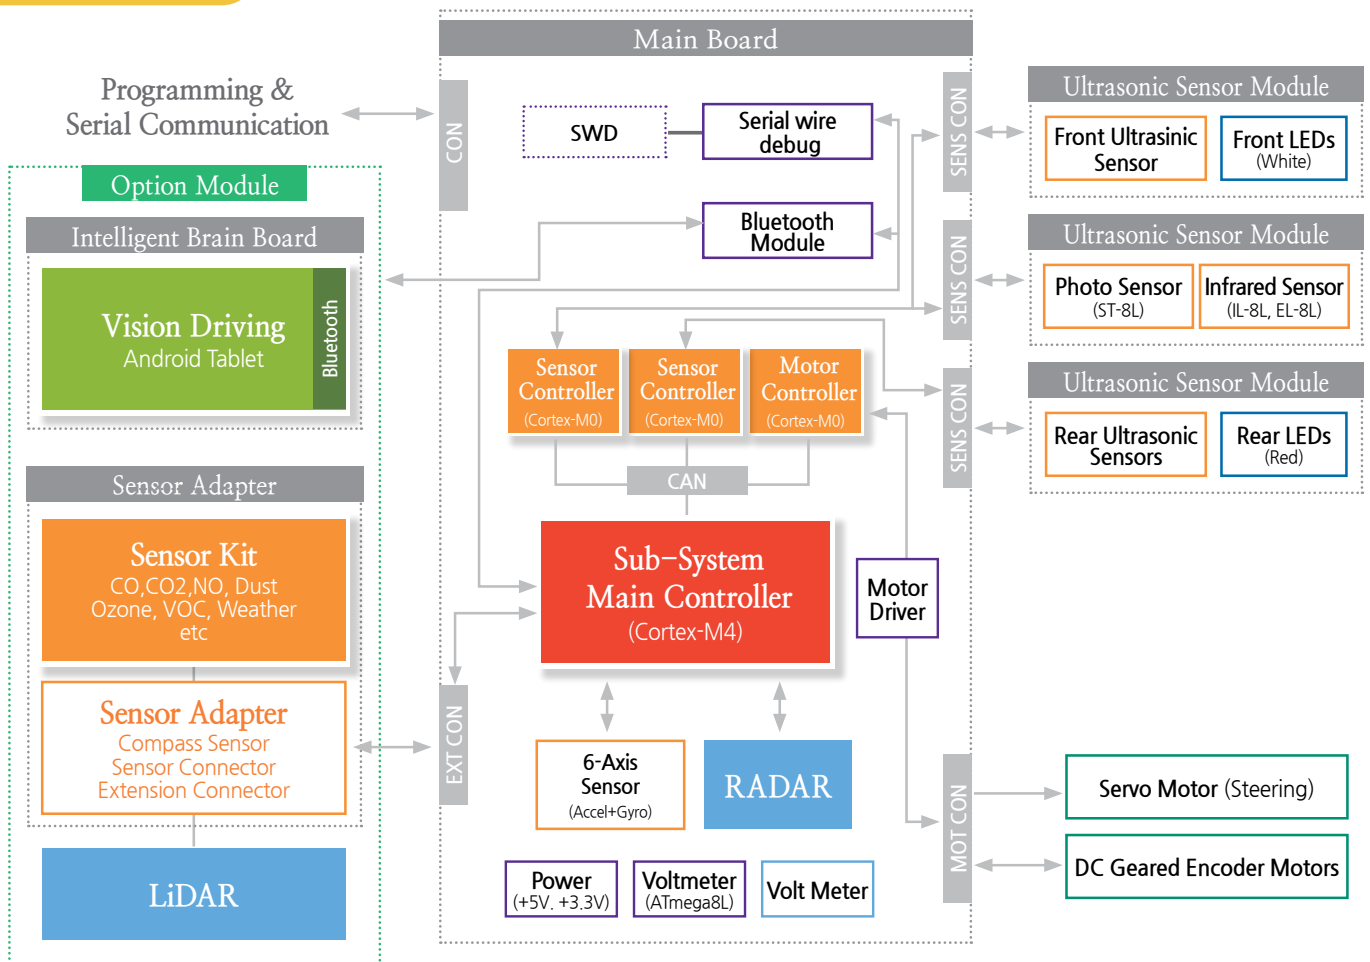 Main Board
Programming &
Serial Communication
CON
SWD
Serial wire
debug
Bluetooth
Module
SENS CON
SENS CON
SENS CON
Ultrasonic Sensor Module
Front Ultrasinic
Sensor
Front LEDs
(White)
Ultrasonic Sensor Module
Photo Sensor
(ST-8L)
Infrared Sensor
(IL-8L, EL-8L)
Ultrasonic Sensor Module
Rear Ultrasonic
Sensors
Rear LEDs
(Red)
Option Module
Intelligent Brain Board
Vision Driving
Android Tablet
Bluetooth
Sensor Adapter
Sensor Kit
CO,CO2,NO, Dust
Ozone, VOC, Weather
etc
Sensor Adapter
Compass Sensor
Sensor Connector
Extension Connector
LiDAR
EXT CON
Sensor
Controller
(Cortex-M0)
Sensor
Controller
(Cortex-M0)
Motor
Controller
(Cortex-M0)
CAN
Sub-System
Main Controller
(Cortex-M4)
Motor
Driver
6-Axis
Sensor
(Accel+Gyro)
RADAR
Power
(+5V. +3.3V)
Voltmeter
(ATmega8L)
Volt Meter
MOT CON
Servo Motor (Steering)
DC Geared Encoder Motors